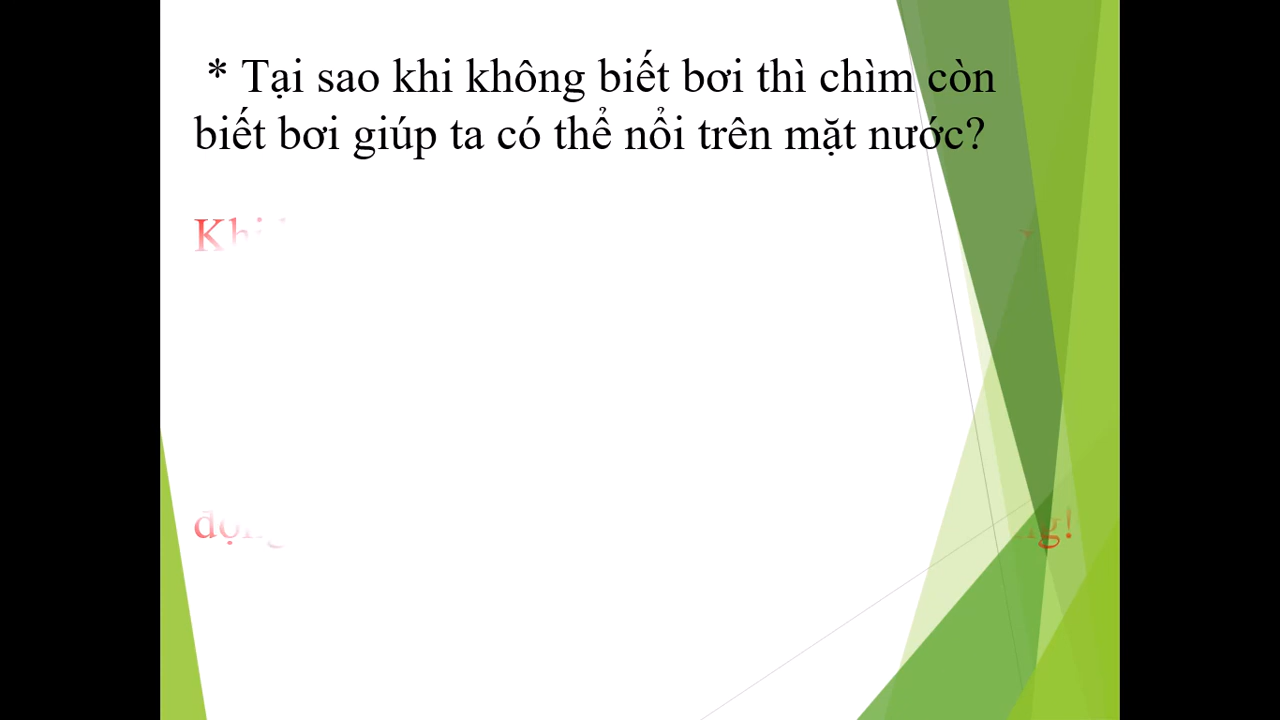 * Tại sao khi không biết bơi thì chìm còn
biết bơi giúp ta có thể nổi trên mặt nước?
Khi